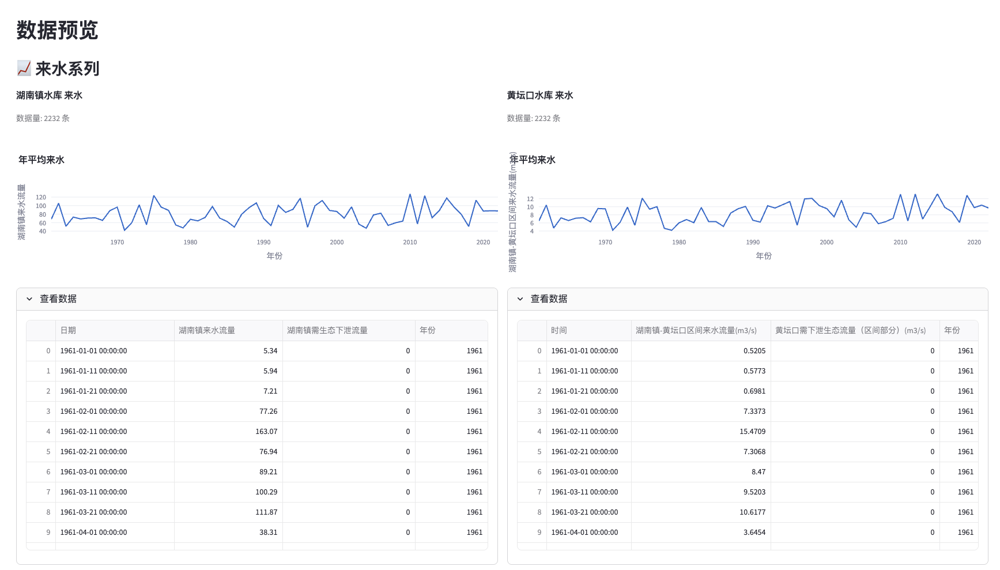 数据预览
📈 来水系列
湖南镇水库 来水
数据量: 2232 条
年平均来水
湖南镇来水流量
120
100
80
60
40
1970 1980 1990 2000 2010 2020
年份
黄坛口水库 来水
数据量: 2232 条
年平均来水
湖南镇-黄坛口区间来水流量(m3/s)
12
10
8
6
4
1970 1980 1990 2000 2010 2020
年份
查看数据
日期 湖南镇来水流量 湖南镇需生态下泄流量 年份
0 1961-01-01 00:00:00 5.34 0 1961
1 1961-01-11 00:00:00 5.94 0 1961
2 1961-01-21 00:00:00 7.21 0 1961
3 1961-02-01 00:00:00 77.26 0 1961
4 1961-02-11 00:00:00 163.07 0 1961
5 1961-02-21 00:00:00 76.94 0 1961
6 1961-03-01 00:00:00 89.21 0 1961
7 1961-03-11 00:00:00 100.29 0 1961
8 1961-03-21 00:00:00 111.87 0 1961
9 1961-04-01 00:00:00 38.31 0 1961
查看数据
时间 湖南镇-黄坛口区间来水流量(m3/s) 黄坛口需下泄生态流量（区间部分）(m3/s) 年份
0 1961-01-01 00:00:00 0.5205 0 1961
1 1961-01-11 00:00:00 0.5773 0 1961
2 1961-01-21 00:00:00 0.6981 0 1961
3 1961-02-01 00:00:00 7.3373 0 1961
4 1961-02-11 00:00:00 15.4709 0 1961
5 1961-02-21 00:00:00 7.3068 0 1961
6 1961-03-01 00:00:00 8.47 0 1961
7 1961-03-11 00:00:00 9.5203 0 1961
8 1961-03-21 00:00:00 10.6177 0 1961
9 1961-04-01 00:00:00 3.6454 0 1961